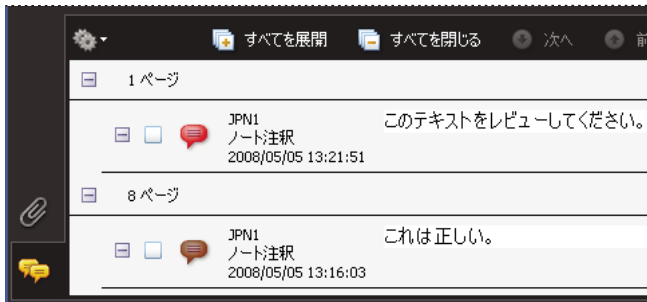 すべてを展開 すべてを閉じる 次へ 前
1 ページ
JPN1 このテキストをレビューしてください。
ノート注釈
2008/05/05 13:21:51
8 ページ
JPN1 これは正しい。
ノート注釈
2008/05/05 13:16:03